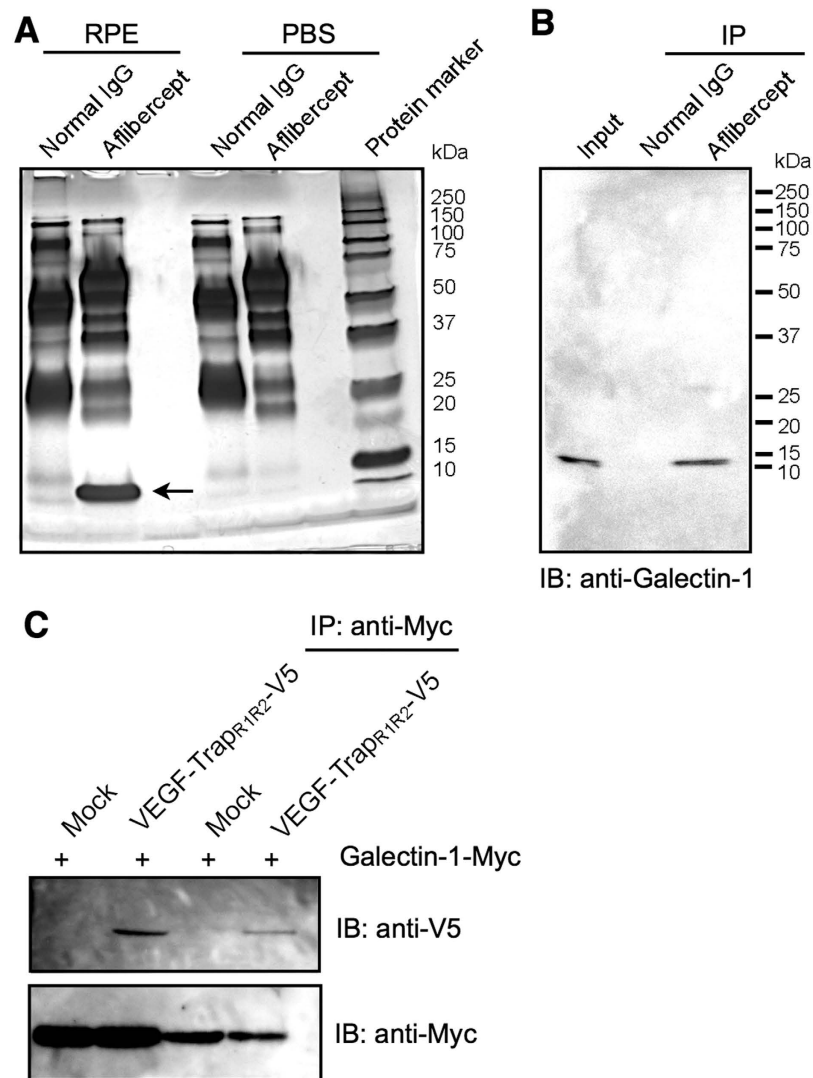 A
RPE
PBS
Normal IgG
Aflibercept
Normal IgG
Aflibercept
Protein marker
kDa
250
150
100
75
50
37
25
20
15
10
B
IP
Input
Normal IgG
Aflibercept
kDa
250
150
100
75
50
37
25
20
15
10
IB: anti-Galectin-1
C
IP: anti-Myc
Mock
VEGF-TrapR1R2-V5
Mock
VEGF-TrapR1R2-V5
+ + + + Galectin-1-Myc
IB: anti-V5
IB: anti-Myc